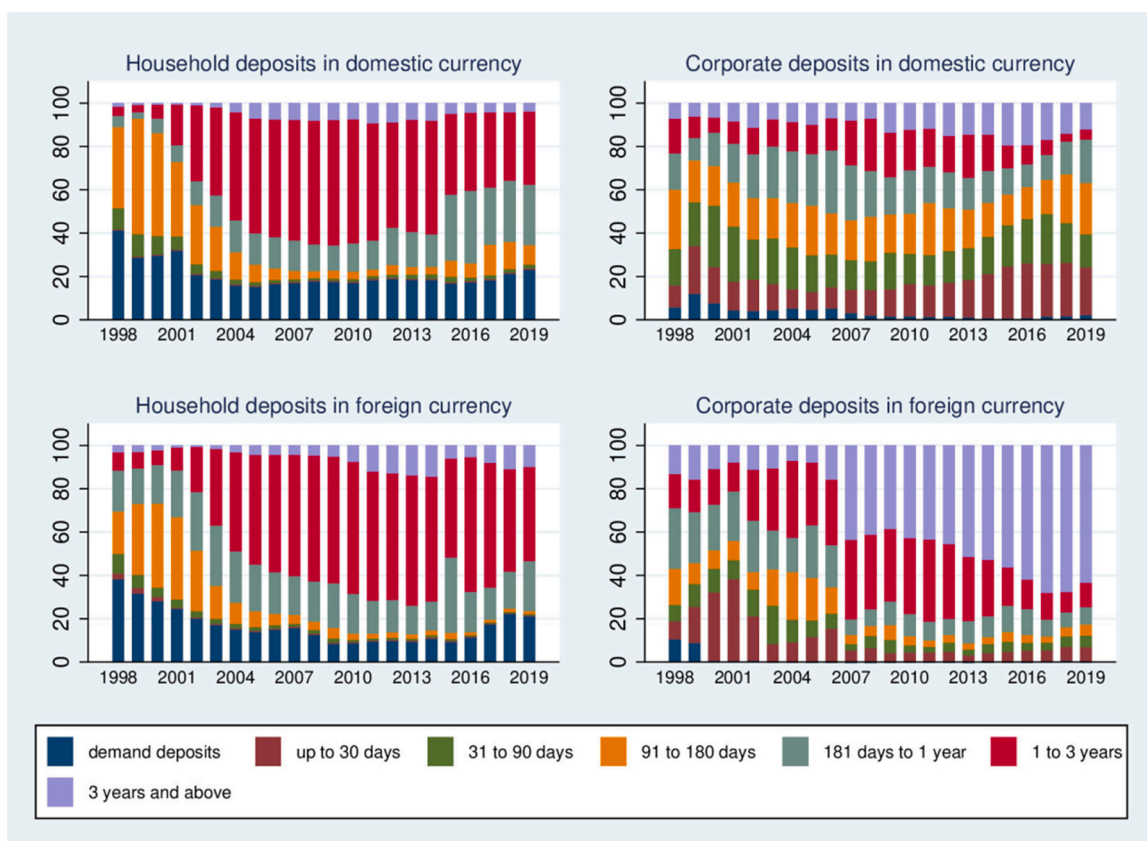 Household deposits in domestic currency
Corporate deposits in domestic currency
0 20 40 60 80 100
1998 2001 2004 2007 2010 2013 2016 2019
0 20 40 60 80 100
1998 2001 2004 2007 2010 2013 2016 2019
Household deposits in foreign currency
Corporate deposits in foreign currency
0 20 40 60 80 100
1998 2001 2004 2007 2010 2013 2016 2019
0 20 40 60 80 100
1998 2001 2004 2007 2010 2013 2016 2019
demand deposits up to 30 days 31 to 90 days 91 to 180 days 181 days to 1 year 1 to 3 years
3 years and above